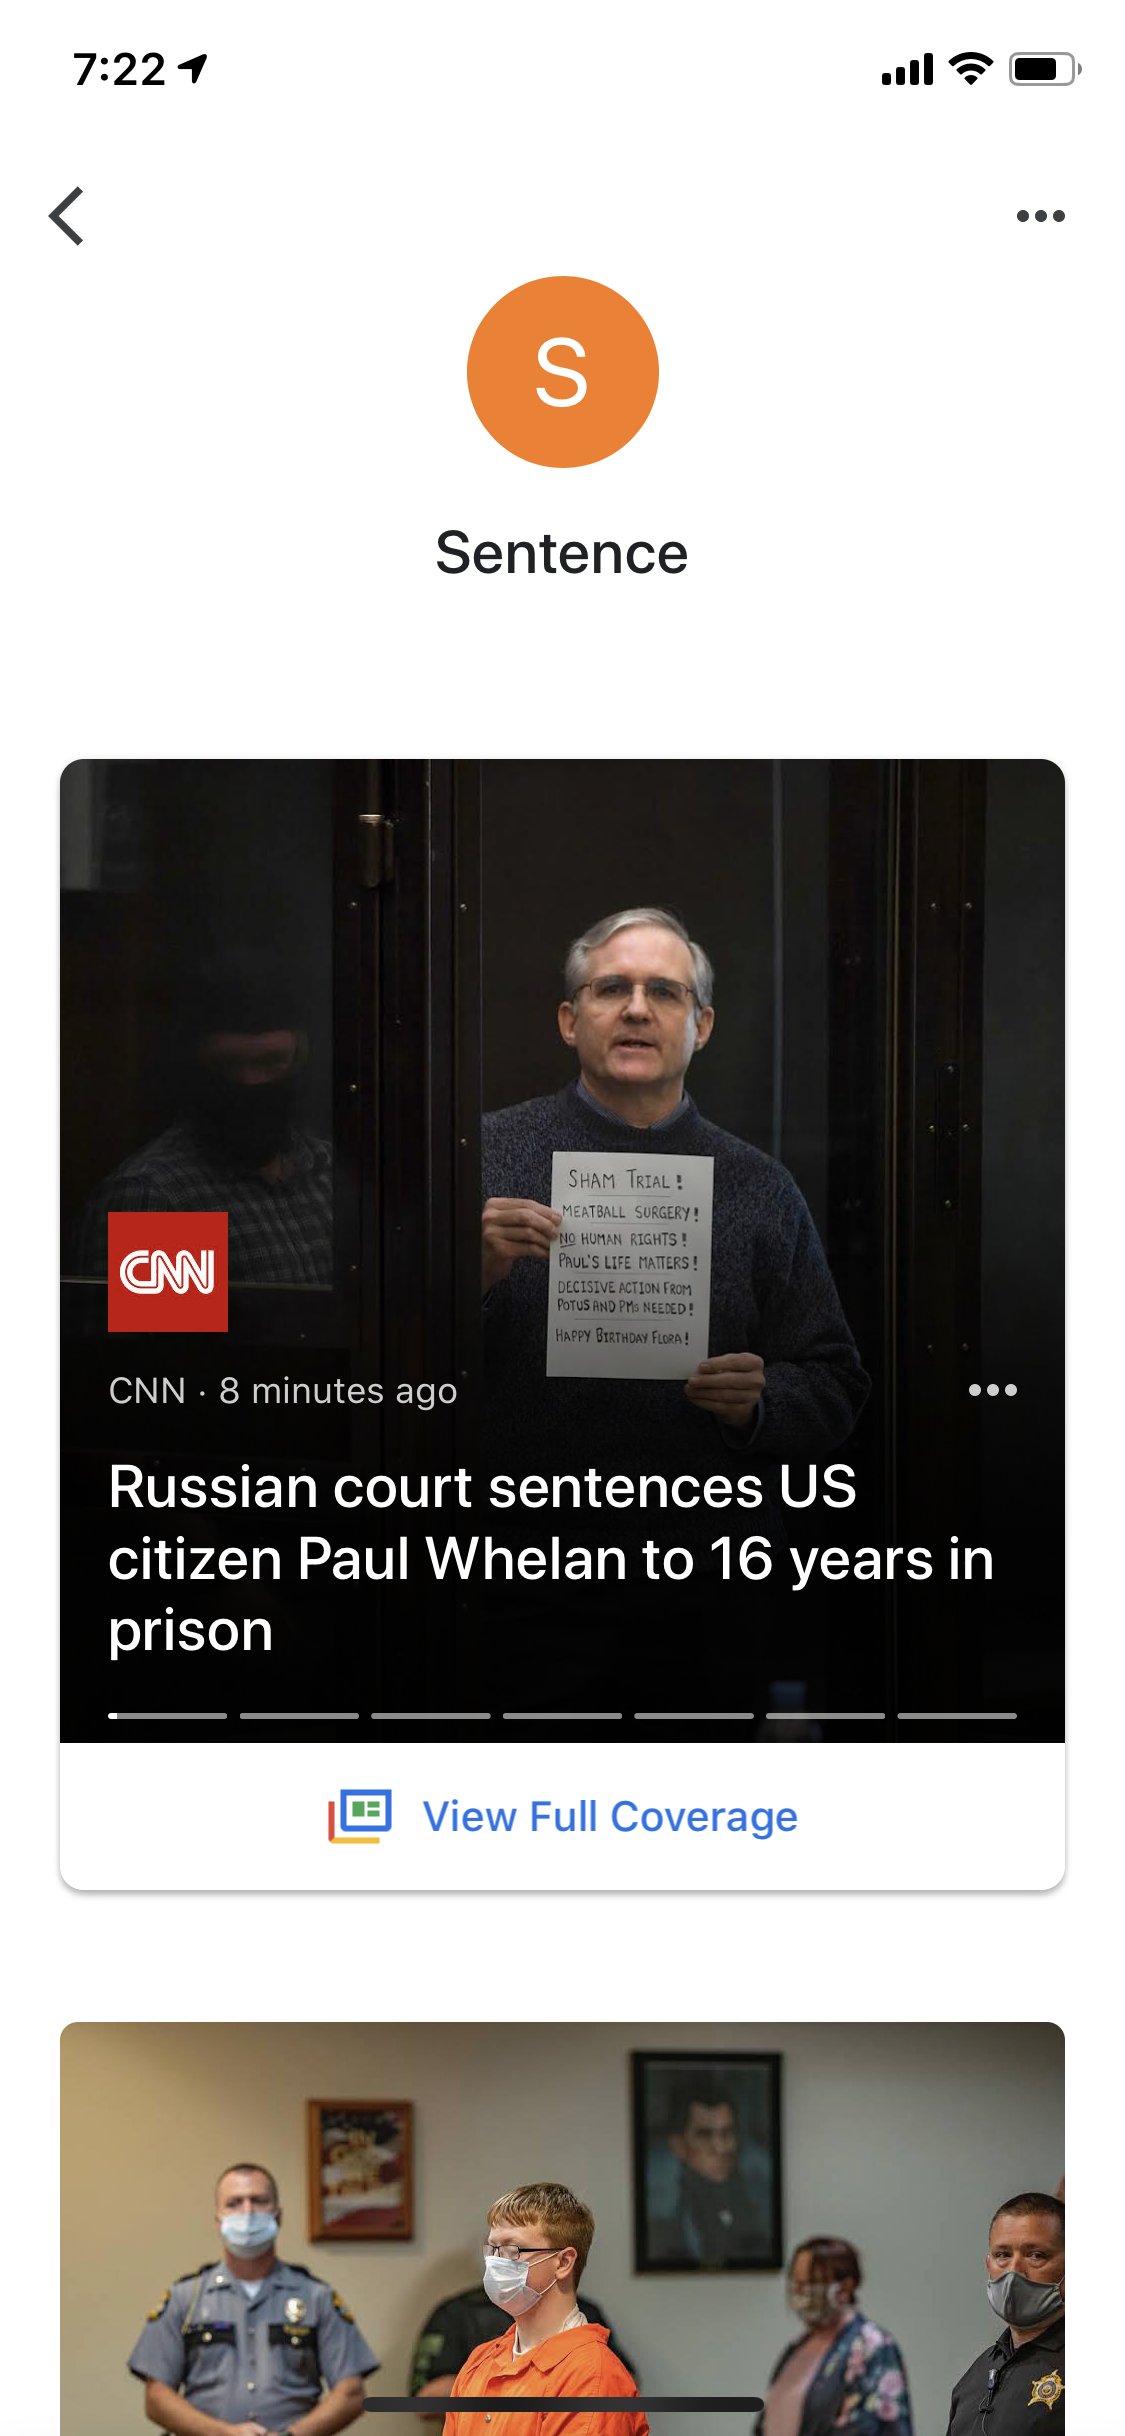 7:22
S
Sentence
SHAM TRIAL!
MEATBALL SURGERY!
NO HUMAN RIGHTS!
PAUL'S LIFE MATTERS!
DECISIVE ACTION FROM
POTUS AND PMs NEEDED!
HAPPY BIRTHDAY FLORA!
CNN
CNN · 8 minutes ago
Russian court sentences US
citizen Paul Whelan to 16 years in
prison
View Full Coverage